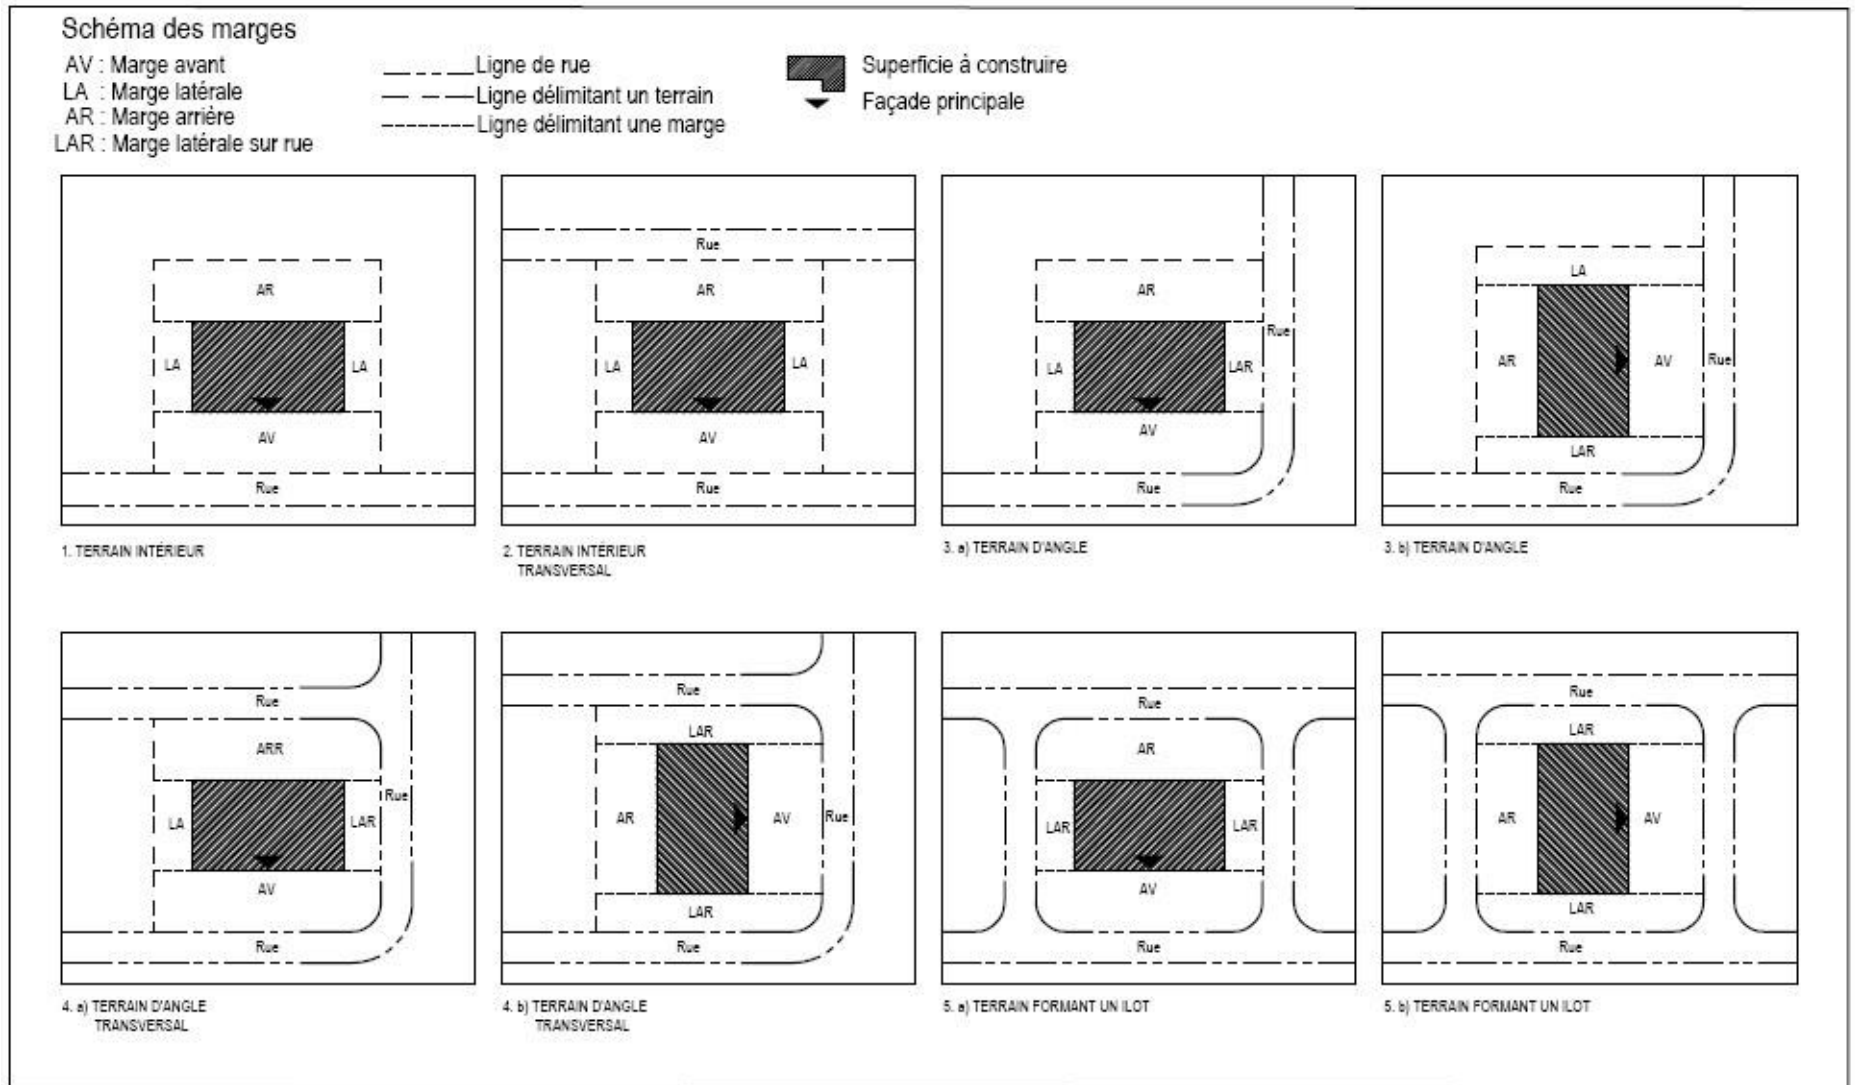 Schéma des marges
AV : Marge avant
LA : Marge latérale
AR : Marge arrière
LAR : Marge latérale sur rue
Ligne de rue
Ligne délimitant un terrain
Ligne délimitant une marge
Superficie à construire
Façade principale
AR
LA
LA
AV
Rue
1. TERRAIN INTÉRIEUR
Rue
AR
LA
LA
AV
Rue
2. TERRAIN INTÉRIEUR
TRANSVERSAL
AR
Rue
LA
LAR
AV
Rue
3. a) TERRAIN D'ANGLE
LA
AR
AV
Rue
LAR
Rue
3. b) TERRAIN D'ANGLE
Rue
ARR
Rue
LA
LAR
AV
Rue
4. a) TERRAIN D'ANGLE
TRANSVERSAL
Rue
LAR
AR
AV
Rue
LAR
Rue
4. b) TERRAIN D'ANGLE
TRANSVERSAL
Rue
AR
LAR
LAR
AV
Rue
5. a) TERRAIN FORMANT UN ILOT
Rue
LAR
AR
AV
LAR
Rue
5. b) TERRAIN FORMANT UN ILOT